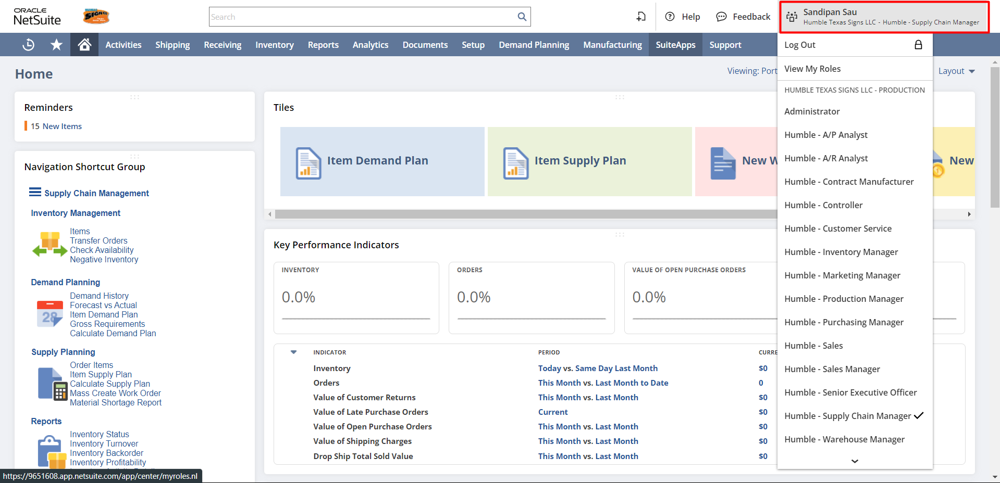 ORACLE
NetSuite
SIGN CO
Search
Help
Feedback
Sandipan Sau
Humble Texas Signs LLC - Humble - Supply Chain Manager
Activities
Shipping
Receiving
Inventory
Reports
Analytics
Documents
Setup
Demand Planning
Manufacturing
SuiteApps
Support
Home
Viewing: Port
Layout
Log Out
View My Roles
HUMBLE TEXAS SIGNS LLC - PRODUCTION
Administrator
Humble - A/P Analyst
Humble - A/R Analyst
Humble - Contract Manufacturer
Humble - Controller
Humble - Customer Service
Humble - Inventory Manager
Humble - Marketing Manager
Humble - Production Manager
Humble - Purchasing Manager
Humble - Sales
Humble - Sales Manager
Humble - Senior Executive Officer
Humble - Supply Chain Manager
Humble - Warehouse Manager
Reminders
15 New Items
Navigation Shortcut Group
Supply Chain Management
Inventory Management
Items
Transfer Orders
Check Availability
Negative Inventory
Demand Planning
28
Demand History
Forecast vs Actual
Item Demand Plan
Gross Requirements
Calculate Demand Plan
Supply Planning
Order Items
Item Supply Plan
Calculate Supply Plan
Mass Create Work Order
Material Shortage Report
Reports
Inventory Status
Inventory Turnover
Inventory Backorder
Inventory Profitability
https://9651608.app.netsuite.com/app/center/myroles.nl
Tiles
Item Demand Plan
Item Supply Plan
New W
1
New
Key Performance Indicators
INVENTORY
0.0%
ORDERS
0.0%
VALUE OF OPEN PURCHASE ORDERS
0.0%
INDICATOR PERIOD CURRE
Inventory Today vs. Same Day Last Month $0
Orders This Month vs. Last Month to Date 0
Value of Customer Returns This Month vs. Last Month $0
Value of Late Purchase Orders Current $0
Value of Open Purchase Orders This Month vs. Last Month $0
Value of Shipping Charges This Month vs. Last Month $0
Drop Ship Total Sold Value This Month vs. Last Month $0